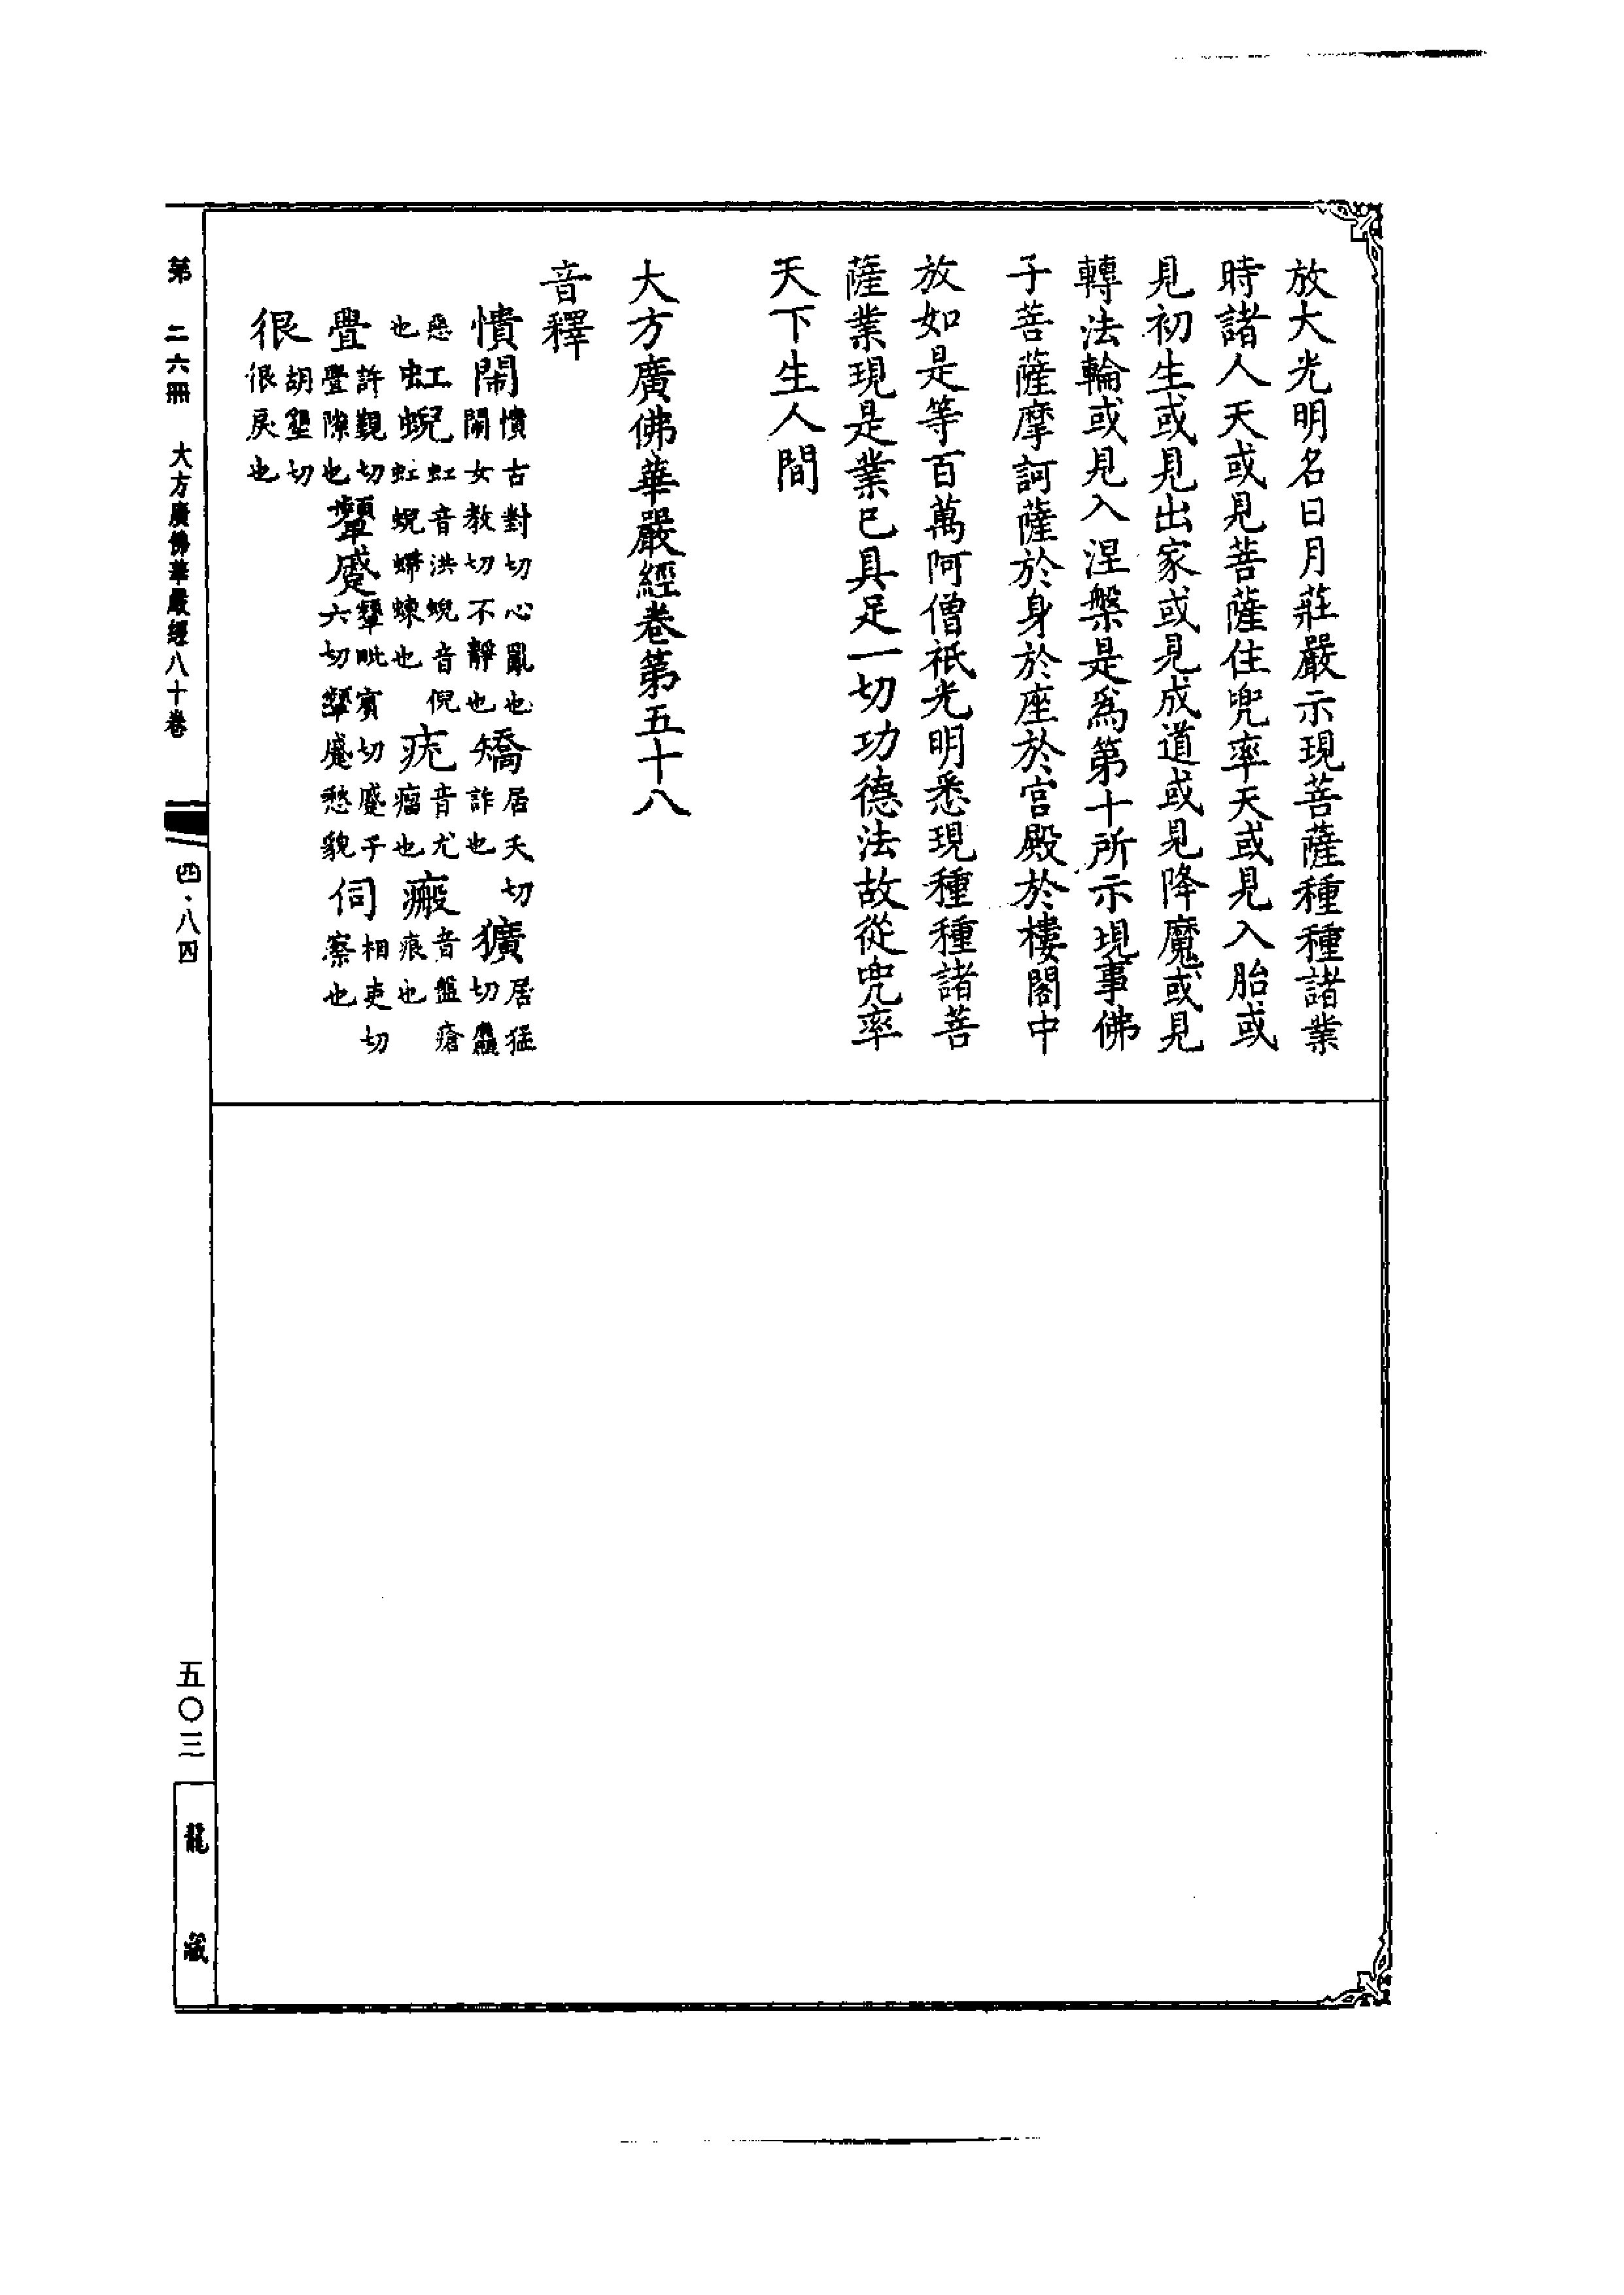 放大光明名日月莊嚴示現菩薩種種諸業
時諸人天或見菩薩住兜率天或見入胎或
見初生或見出家或見成道或見降魔或見
轉法輪或見入涅槃是為第十所示現事佛
子菩薩摩訶薩於身於座於宮殿於樓閣中
放如是等百萬阿僧祇光明悉現種種諸菩
薩業現是業已具足一切功德法故從兜率
天下生人間
大方廣佛華嚴經卷第五十八
音釋
憒閙憒古對切心亂也閙女教切不靜也矯居夭切詐也獷居猛切麤
惡也虹蜺虹音洪蜺音倪虹蜺螮蝀也疣音尤瘤也瘢音盤瘡痕也
舋許覲切舋隙也顰蹙顰毗賓切蹙子六切顰蹙愁貌伺相吏切察也
很胡墾切很戾也
第二六冊 大方廣佛華嚴經八十卷 四·八四
五〇三
龍藏